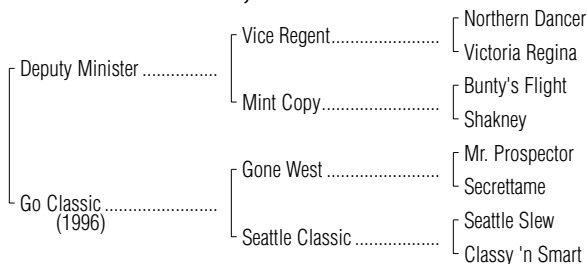 Northern Dancer
Vice Regent
Victoria Regina
Deputy Minister
Bunty's Flight
Mint Copy
Shakney
Mr. Prospector
Gone West
Secrettame
Go Classic
(1996)
Seattle Slew
Seattle Classic
Classy 'n Smart